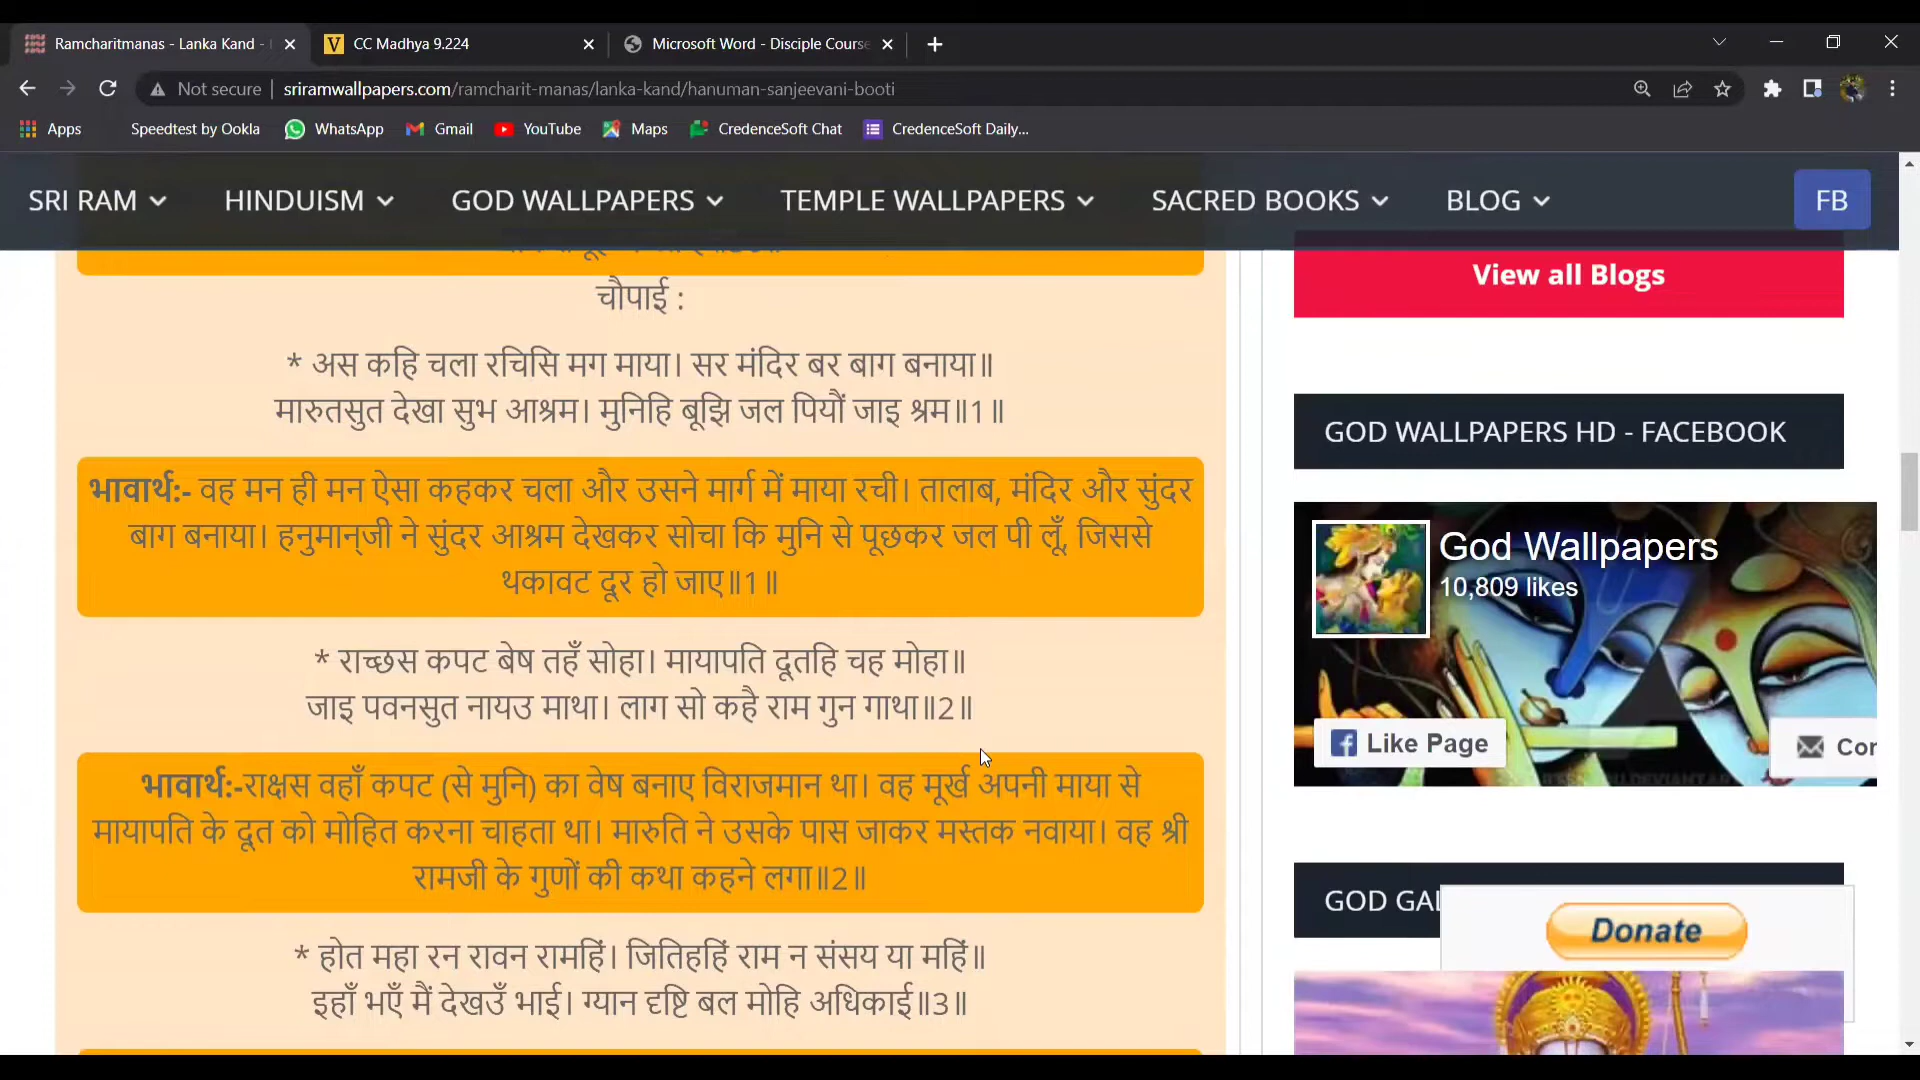 Ramcharitmanas - Lanka Kand -
CC Madhya 9.224
Microsoft Word - Disciple Course
Not secure
sriramwallpapers.com/ramcharit-manas/lanka-kand/hanuman-sanjeevani-booti
Apps
Speedtest by Ookla
WhatsApp
Gmail
YouTube
Maps
CredenceSoft Chat
CredenceSoft Daily...
SRI RAM
HINDUISM
GOD WALLPAPERS
TEMPLE WALLPAPERS
SACRED BOOKS
BLOG
FB
चौपाई :
* अस कहि चला रचिसि मग माया। सर मंदिर बर बाग बनाया॥
मारुतसुत देखा सुभ आश्रम। मुनिहि बूझि जल पियौं जाइ श्रम॥1॥
भावार्थ:- वह मन ही मन ऐसा कहकर चला और उसने मार्ग में माया रची। तालाब, मंदिर और सुंदर
बाग बनाया। हनुमान्‌जी ने सुंदर आश्रम देखकर सोचा कि मुनि से पूछकर जल पी लूँ, जिससे
थकावट दूर हो जाए॥1॥
* राच्छस कपट बेष तहँ सोहा। मायापति दूतहि चह मोहा॥
जाइ पवनसुत नायउ माथा। लाग सो कहै राम गुन गाथा॥2॥
भावार्थ:-राक्षस वहाँ कपट (से मुनि) का वेष बनाए विराजमान था। वह मूर्ख अपनी माया से
मायापति के दूत को मोहित करना चाहता था। मारुति ने उसके पास जाकर मस्तक नवाया। वह श्री
रामजी के गुणों की कथा कहने लगा॥2॥
* होत महा रन रावन रामहिं। जितिहहिं राम न संसय या महिं॥
इहाँ भएँ मैं देखउँ भाई। ग्यान दृष्टि बल मोहि अधिकाई॥3॥
View all Blogs
GOD WALLPAPERS HD - FACEBOOK
God Wallpapers
10,809 likes
Like Page
Con
GOD GAL
Donate